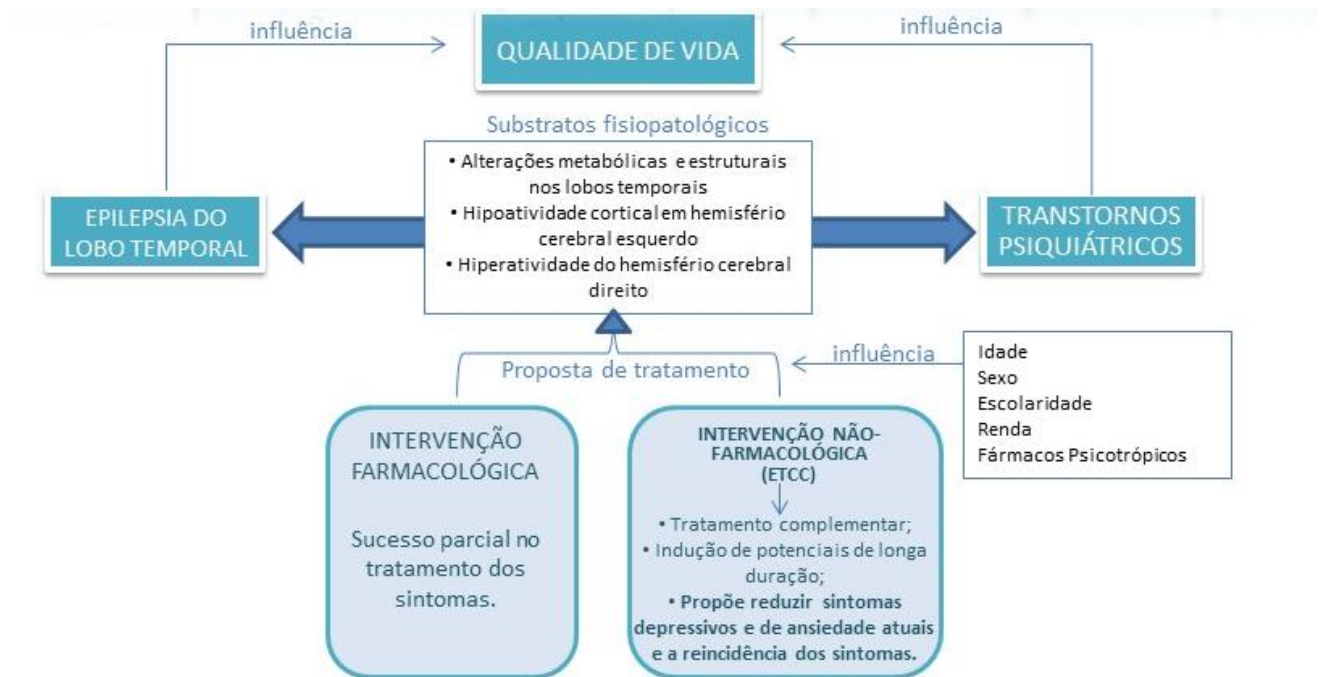 influência
influência
QUALIDADE DE VIDA
Substratos fisiopatológicos
• Alterações metabólicas e estruturais
nos lobos temporais
• Hipoatividade cortical em hemisfério
cerebral esquerdo
• Hiperatividade do hemisfério cerebral
direito
EPILEPSIA DO
LOBO TEMPORAL
TRANSTORNOS
PSIQUIÁTRICOS
Proposta de tratamento
influência
Idade
Sexo
Escolaridade
Renda
Fármacos Psicotrópicos
INTERVENÇÃO
FARMACOLÓGICA
Sucesso parcial no
tratamento dos
sintomas.
INTERVENÇÃO NÃO-
FARMACOLÓGICA
(ETCC)
• Tratamento complementar;
• Indução de potenciais de longa
duração;
• Propõe reduzir sintomas
depressivos e de ansiedade atuais
e a reincidência dos sintomas.